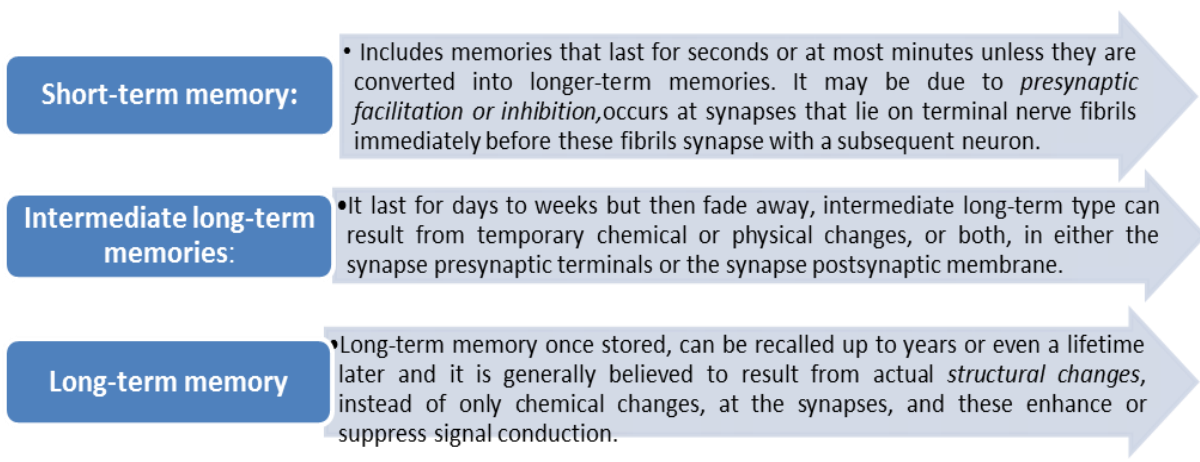 Short-term memory:
• Includes memories that last for seconds or at most minutes unless they are
converted into longer-term memories. It may be due to presynaptic
facilitation or inhibition,occurs at synapses that lie on terminal nerve fibrils
immediately before these fibrils synapse with a subsequent neuron.
Intermediate long-term
memories:
•It last for days to weeks but then fade away, intermediate long-term type can
result from temporary chemical or physical changes, or both, in either the
synapse presynaptic terminals or the synapse postsynaptic membrane.
Long-term memory
•Long-term memory once stored, can be recalled up to years or even a lifetime
later and it is generally believed to result from actual structural changes,
instead of only chemical changes, at the synapses, and these enhance or
suppress signal conduction.